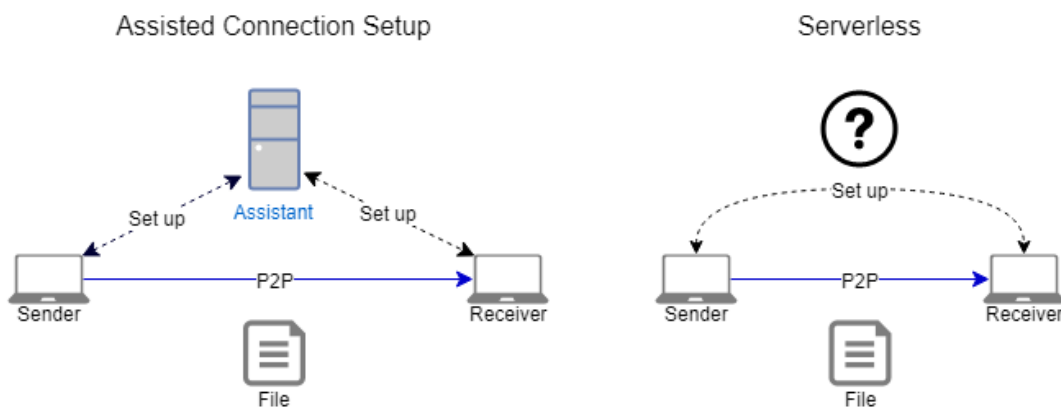 Assisted Connection Setup
Assistant
Set up
Set up
P2P
Sender
Receiver
File
Serverless
?
Set up
P2P
Sender
Receiver
File